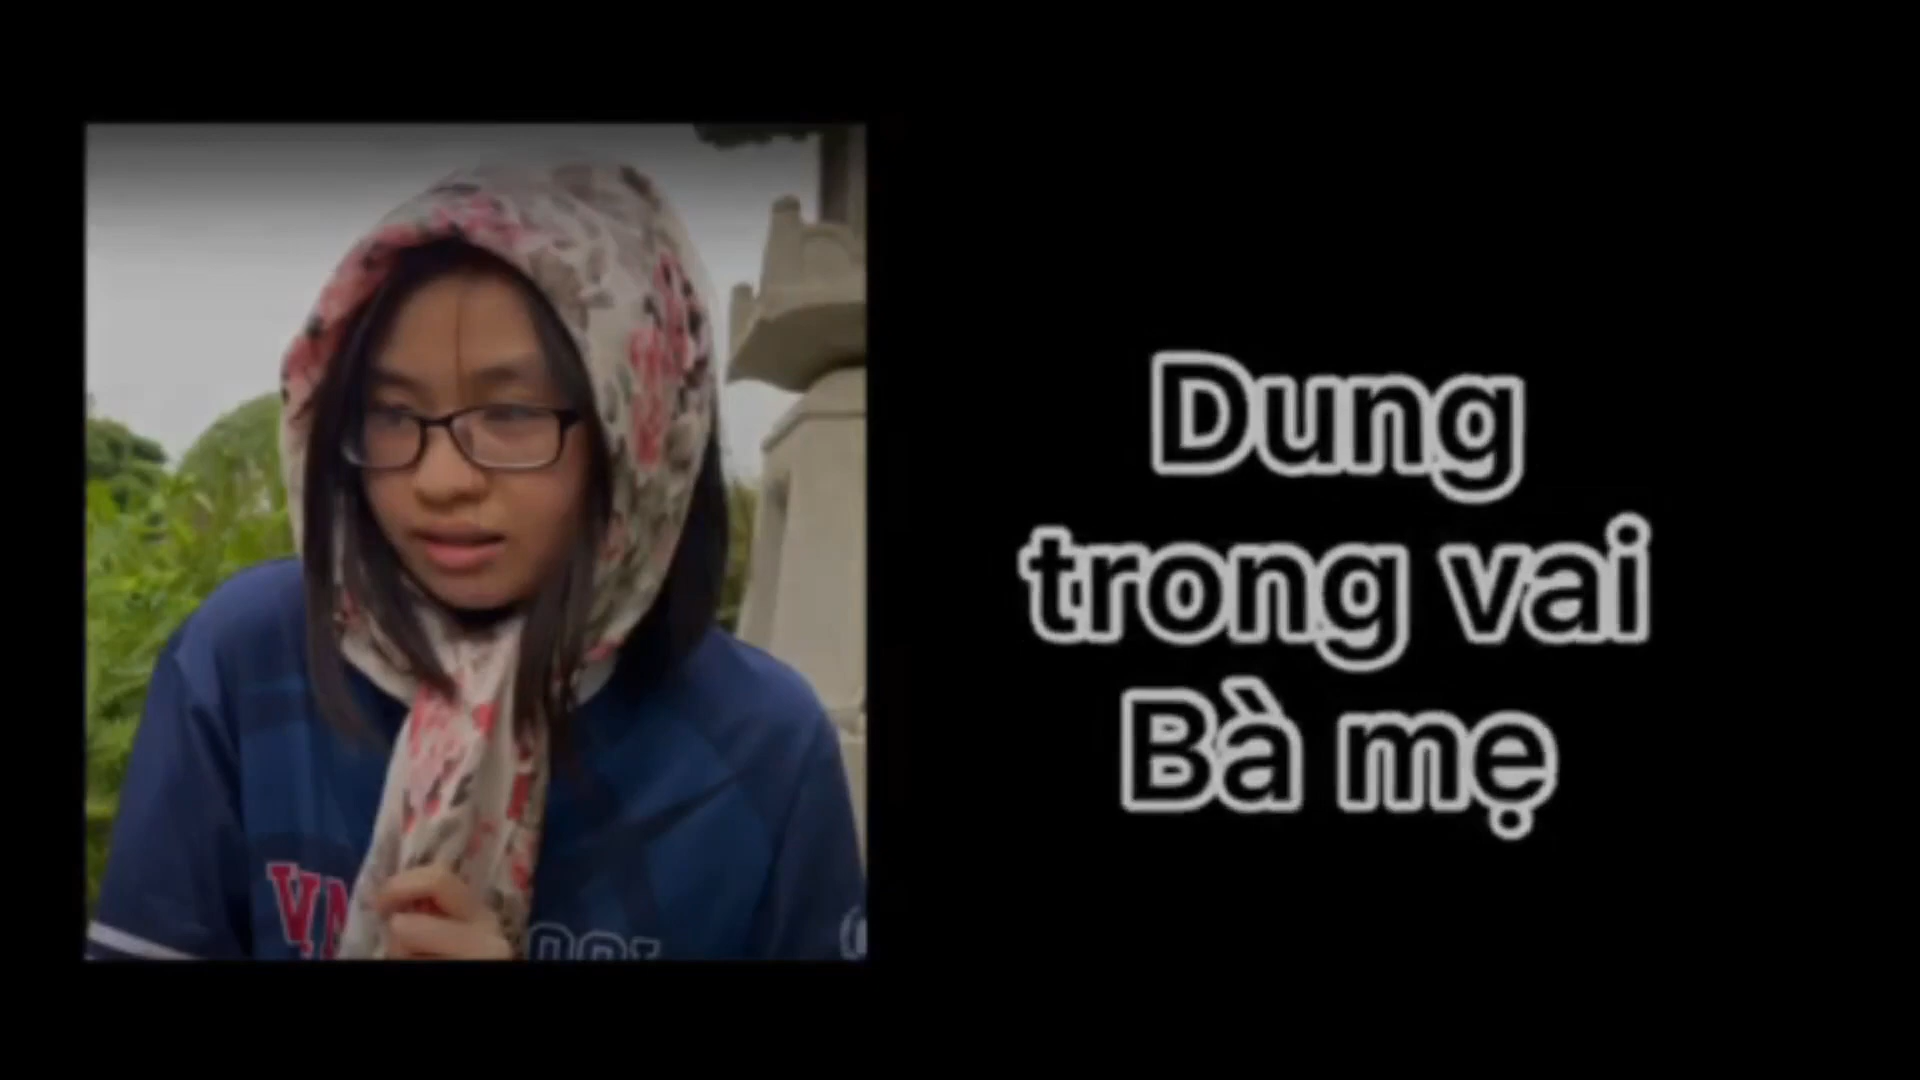 Dung
trong vai
Bà mẹ